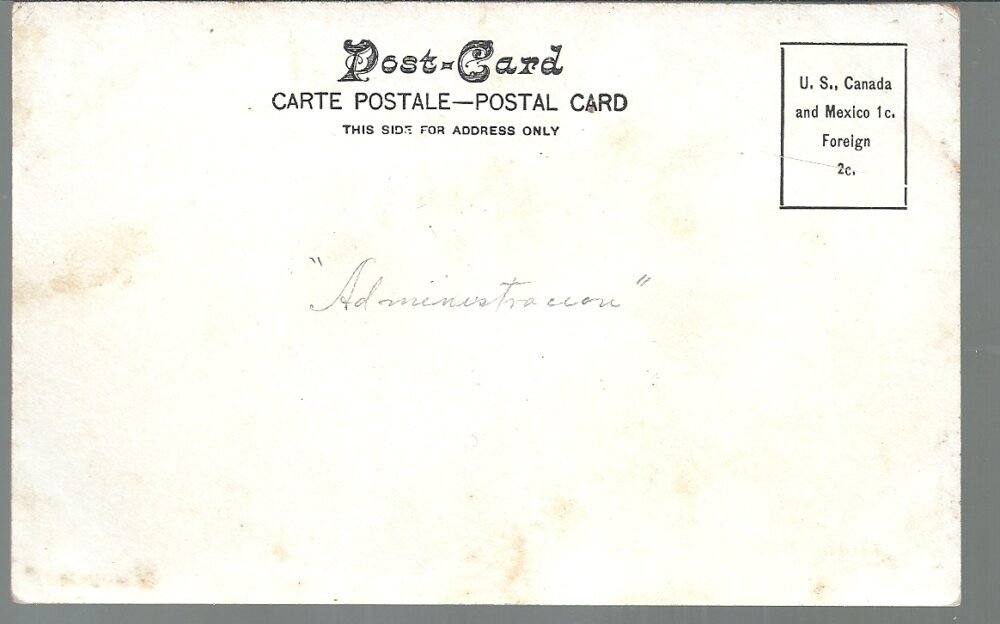 Post-Card
CARTE POSTALE—POSTAL CARD
THIS SIDE FOR ADDRESS ONLY
U. S., Canada
and Mexico 1c.
Foreign
2c.
"Administracion"